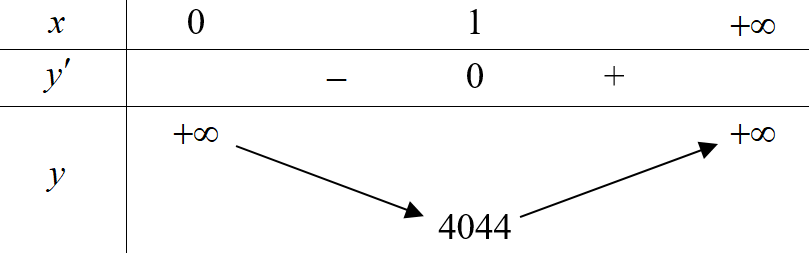 x 0 1 +∞
y′ − 0 +
+∞ +∞
y
4044